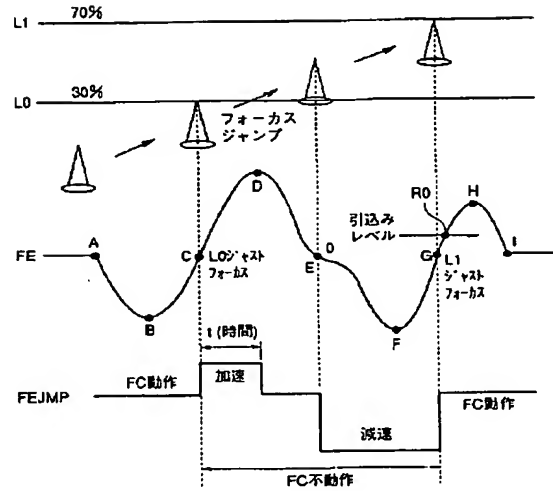 L1 70%
L0 30%
フォーカス
ジャンプ
D
H
R0
引込み
レベル
A
FE
C
L0ジャスト
フォーカス
E
0
G
L1
ジャスト
フォーカス
I
B
F
t (時間)
FC動作
加速
FEJMP
減速
FC動作
FC不動作